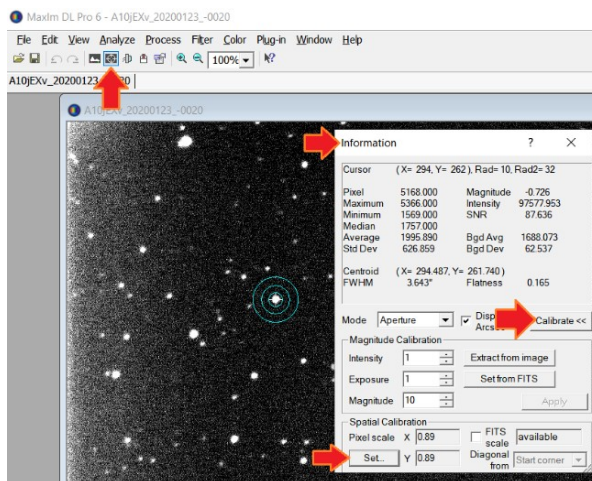 MaxIm DL Pro 6 - A10jEXv_20200123_-0020
File Edit View Analyze Process Filter Color Plug-in Window Help
100%
A10jEXv_20200123_-0020
A10jEXv_20200123_-0020
Information ? ×
Cursor (X= 294, Y= 262), Rad= 10, Rad2= 32
Pixel 5168.000 Magnitude -0.726
Maximum 5366.000 Intensity 97577.953
Minimum 1569.000 SNR 87.636
Median 1757.000
Average 1995.890 Bgd Avg 1688.073
Std Dev 626.859 Bgd Dev 62.537
Centroid (X= 294.487, Y= 261.740)
FWHM 3.643" Flatness 0.165
Mode Aperture Calibrate <<
Magnitude Calibration
Intensity 1 Extract from image
Exposure 1 Set from FITS
Magnitude 10 Apply
Spatial Calibration
Pixel scale X 0.89 FITS scale available
Set... Y 0.89 Diagonal from Start corner